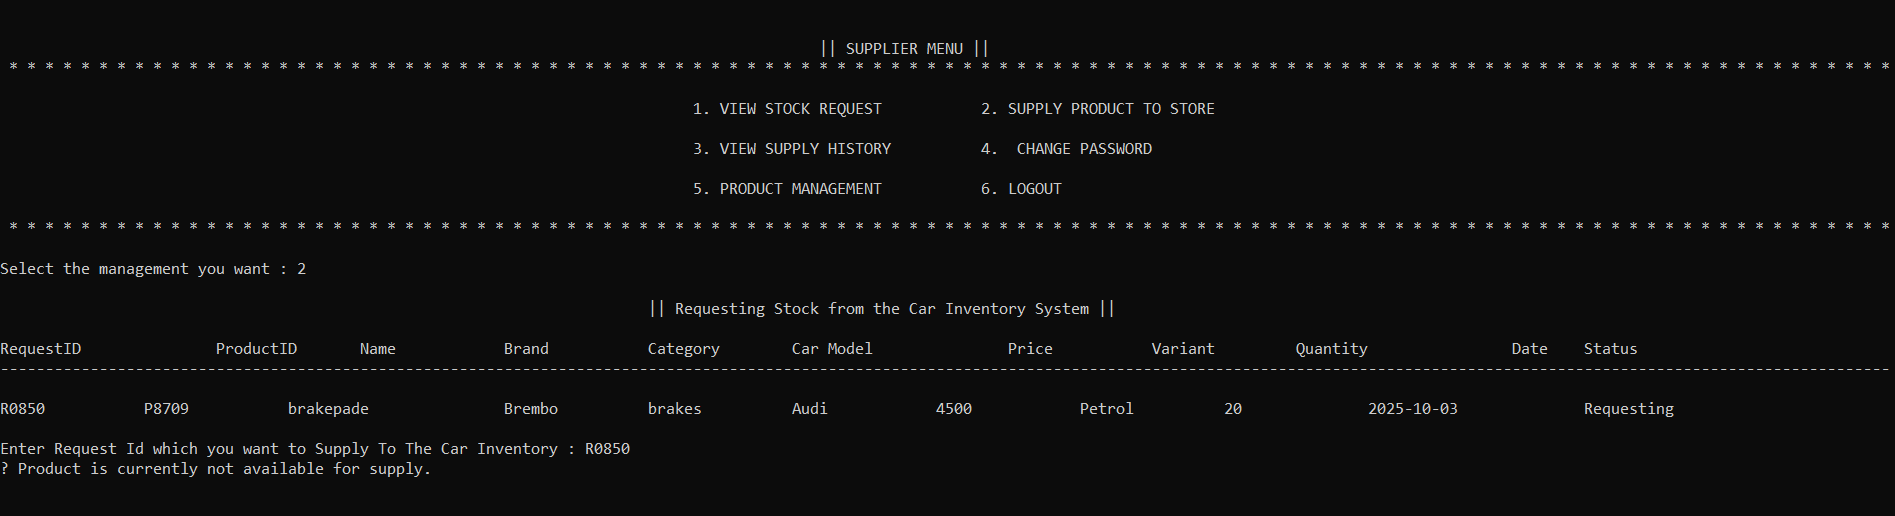 || SUPPLIER MENU ||
* * * * * * * * * * * * * * * * * * * * * * * * * * * * * * * * * * * * * * * * * * * * * * * * * * * * * * * * * * * * * * * * * * * * * * * * * * * * * * * * * * * * * * * * * * * * * * * * * * * * * * * * *
1. VIEW STOCK REQUEST 2. SUPPLY PRODUCT TO STORE
3. VIEW SUPPLY HISTORY 4. CHANGE PASSWORD
5. PRODUCT MANAGEMENT 6. LOGOUT
* * * * * * * * * * * * * * * * * * * * * * * * * * * * * * * * * * * * * * * * * * * * * * * * * * * * * * * * * * * * * * * * * * * * * * * * * * * * * * * * * * * * * * * * * * * * * * * * * * * * * * * * *
Select the management you want : 2
|| Requesting Stock from the Car Inventory System ||
RequestID ProductID Name Brand Category Car Model Price Variant Quantity Date Status
------------------------------------------------------------------------------------------------------------------------------------------------------------------------------------------------------------------
R0850 P8709 brakepade Brembo brakes Audi 4500 Petrol 20 2025-10-03 Requesting
Enter Request Id which you want to Supply To The Car Inventory : R0850
? Product is currently not available for supply.